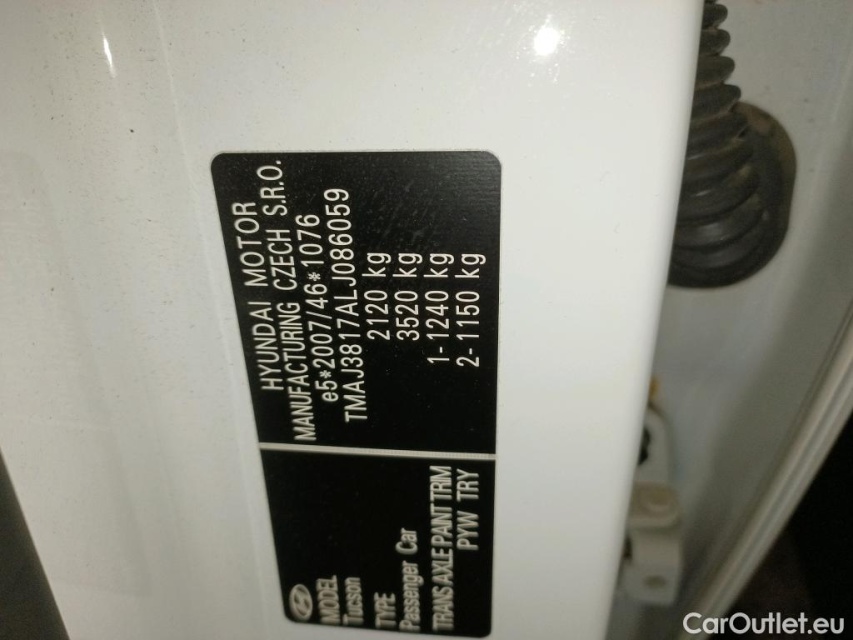 HYUNDAI MOTOR
MANUFACTURING CZECH S.R.O.
e5*2007/46*1076
TMAJ3817ALJ086059
2120 kg
3520 kg
1-1240 kg
2-1150 kg
MODEL
Tucson
TYPE
Passenger Car
TRANS AXLE PAINT TRIM
PYW TRY
CarOutlet.eu